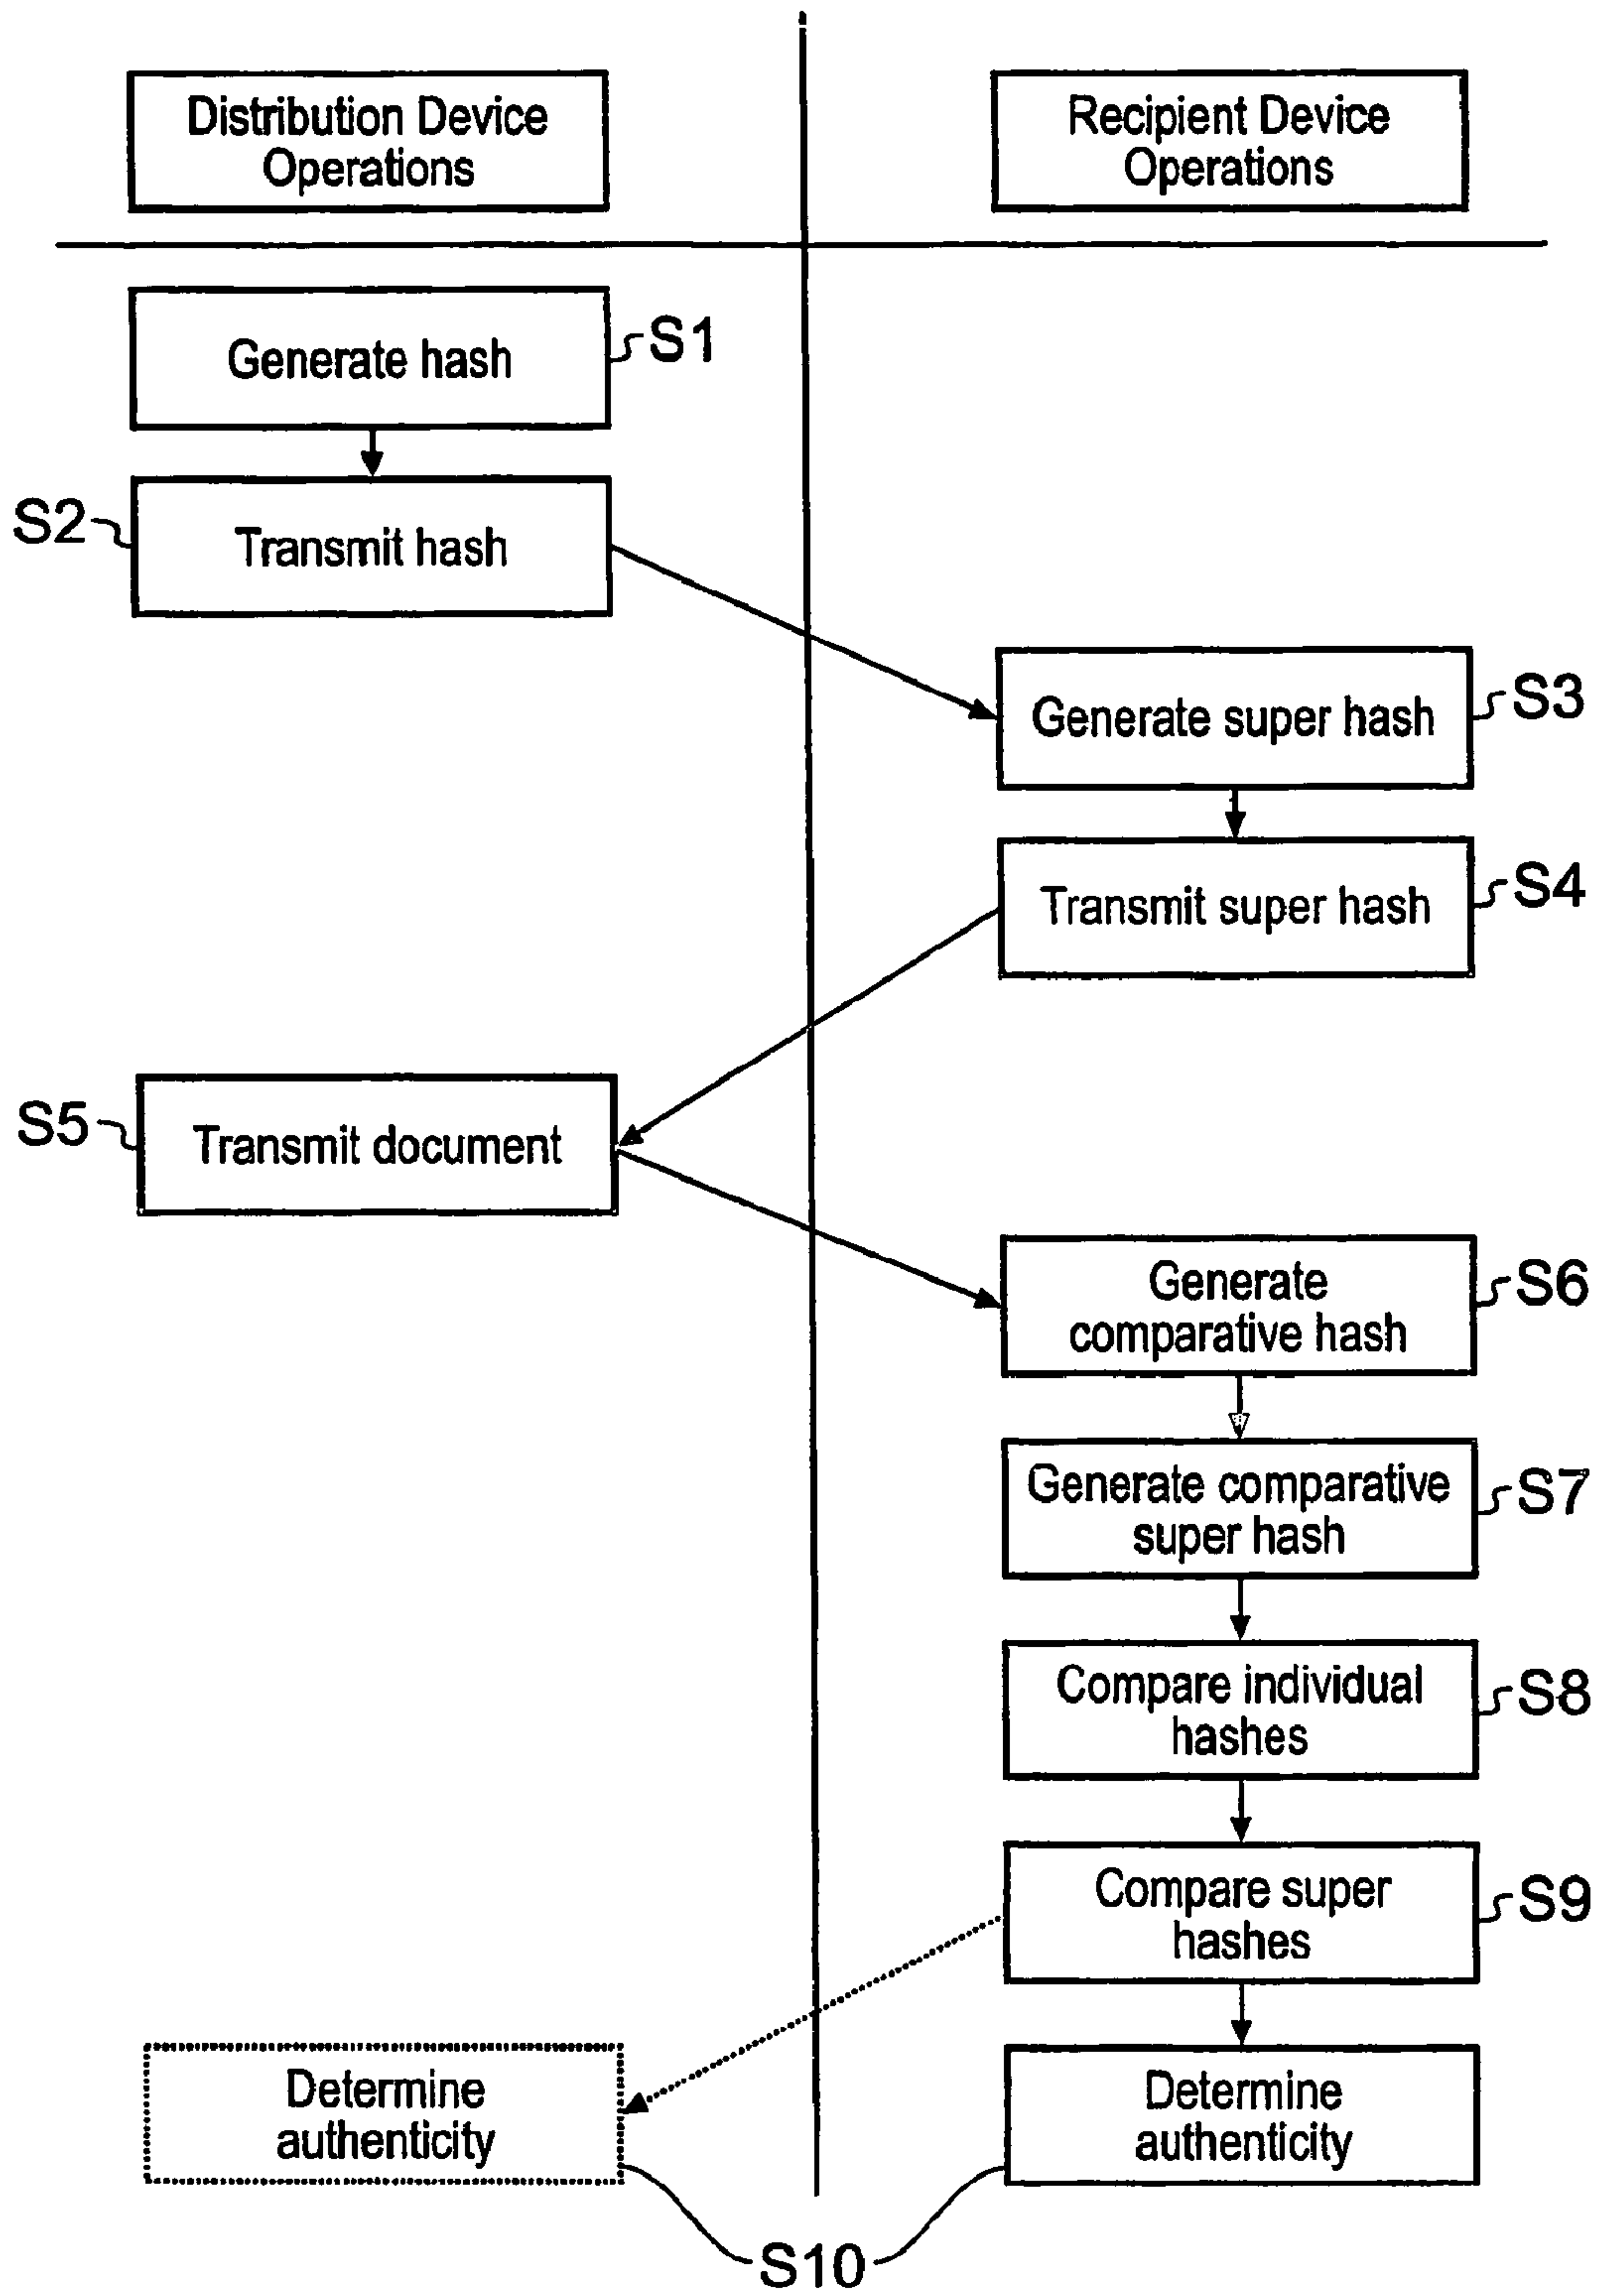 Distribution Device
Operations
Recipient Device
Operations
Generate hash
S1
S2
Transmit hash
Generate super hash
S3
Transmit super hash
S4
S5
Transmit document
Generate
comparative hash
S6
Generate comparative
super hash
S7
Compare individual
hashes
S8
Compare super
hashes
S9
Determine
authenticity
Determine
authenticity
S10